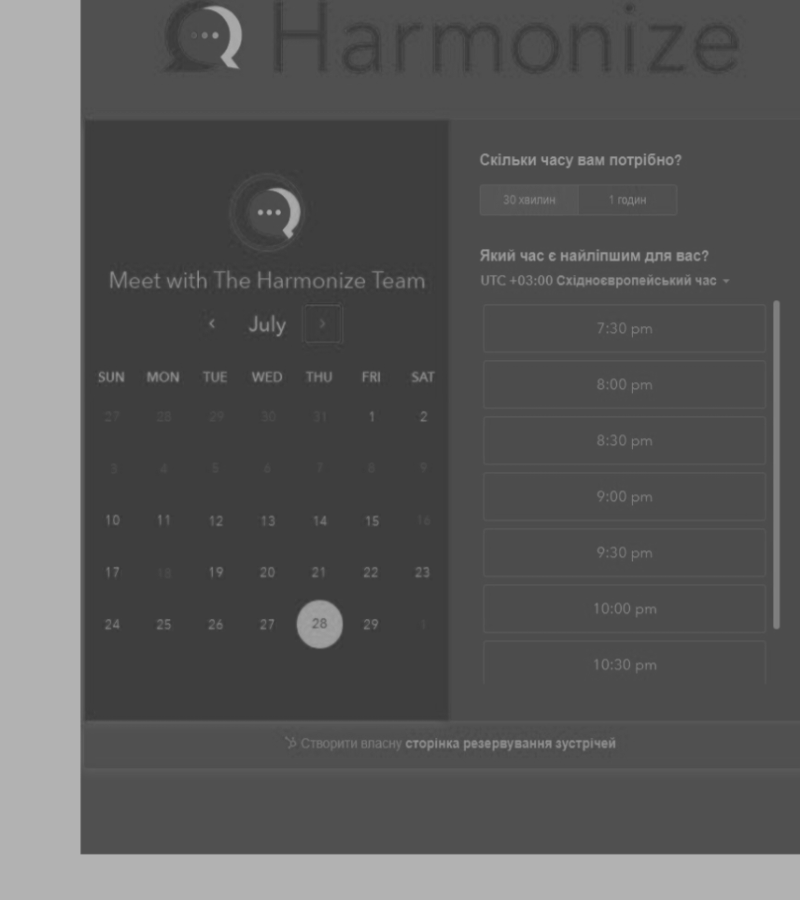 Harmonize
Meet with The Harmonize Team
July
SUN MON TUE WED THU FRI SAT
27 28 29 30 31 1 2
3 4 5 6 7 8 9
10 11 12 13 14 15 16
17 18 19 20 21 22 23
24 25 26 27 28 29
Скільки часу вам потрібно?
30 хвилин 1 годин
Який час є найліпшим для вас?
UTC +03:00 Східноєвропейський час
7:30 pm
8:00 pm
8:30 pm
9:00 pm
9:30 pm
10:00 pm
10:30 pm
Створити власну сторінка резервування зустрічей